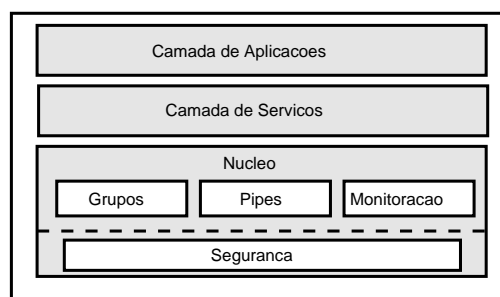 Camada de Aplicacoes
Camada de Servicos
Nucleo
Grupos Pipes Monitoracao
Seguranca